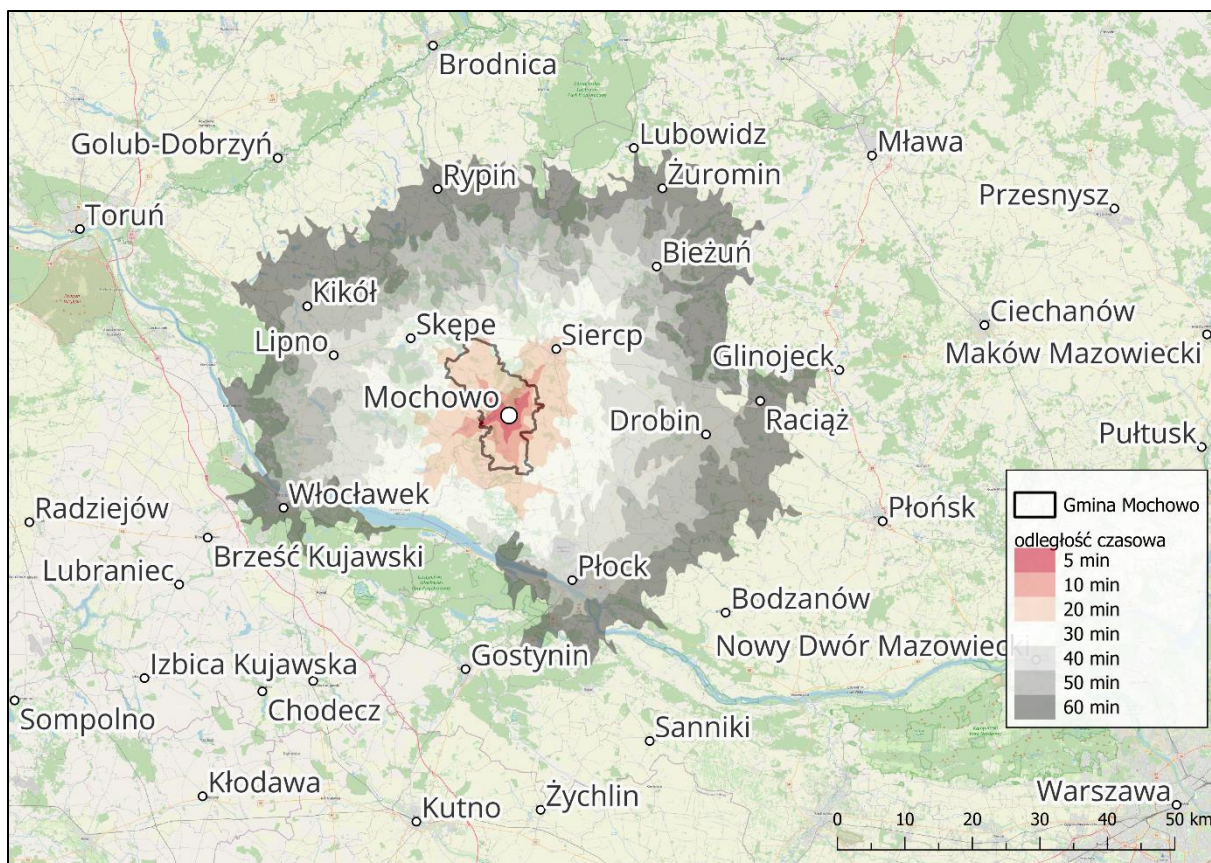 Brodnica
Golub-Dobrzyń
Lubowidz
Mława
Rypin
Żuromin
Przesnysz
Toruń
Bieżuń
Kikół
Ciechanów
Skępe
Siercp
Lipno
Glinojeck
Maków Mazowiecki
Mochowo
Drobin
Raciąż
Pułtusk
Włocławek
Radziejów
Płońsk
Brześć Kujawski
Lubraniec
Płock
Bodzanów
Nowy Dwór Mazowiecki
Izbica Kujawska
Gostynin
Sompolno
Chodecz
Sanniki
Kłodawa
Kutno
Żychlin
Warszawa
Gmina Mochowo
odległość czasowa
5 min
10 min
20 min
30 min
40 min
50 min
60 min
0 10 20 30 40 50 km